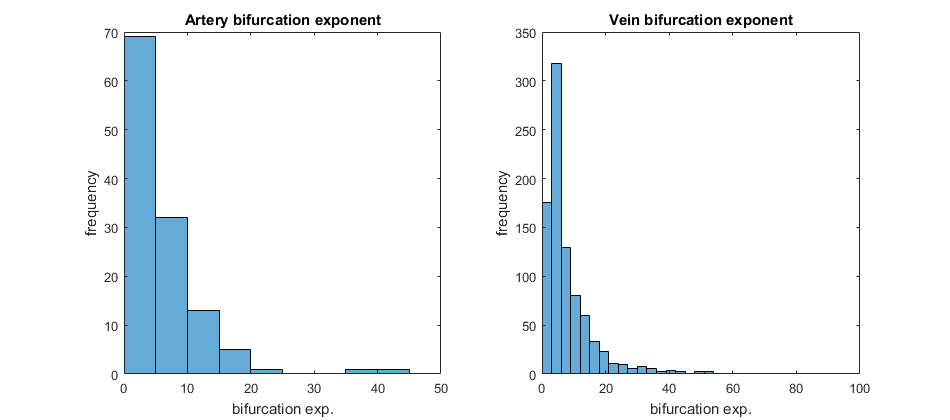 Artery bifurcation exponent
70
60
50
40
30
20
10
0
0 10 20 30 40 50
frequency
bifurcation exp.
Vein bifurcation exponent
350
300
250
200
150
100
50
0
0 20 40 60 80 100
frequency
bifurcation exp.